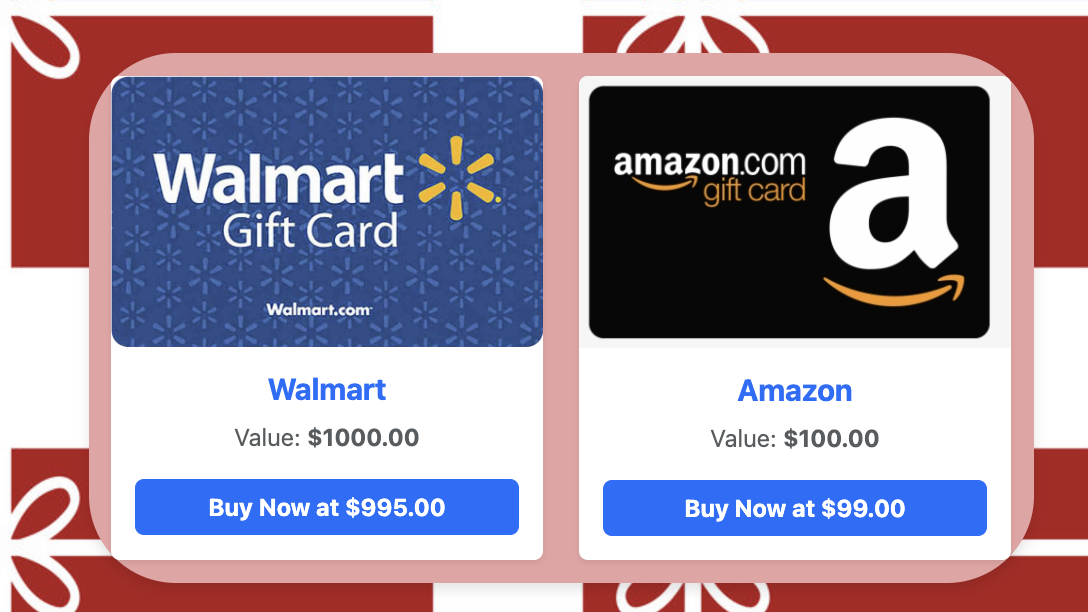 Walmart
Gift Card
Walmart.com
Walmart
Value: $1000.00
Buy Now at $995.00
amazon.com
gift card
a
Amazon
Value: $100.00
Buy Now at $99.00